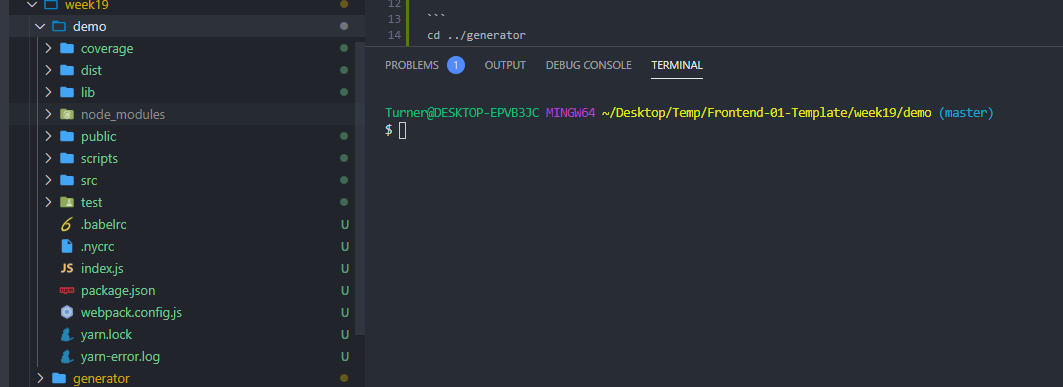 week19
demo
coverage
dist
lib
node_modules
public
scripts
src
test
.babelrc U
.nycrc U
JS index.js U
npm package.json U
webpack.config.js U
yarn.lock U
yarn-error.log U
generator
12
13 ```
14 cd ../generator
PROBLEMS 1 OUTPUT DEBUG CONSOLE TERMINAL
Turner@DESKTOP-EPVB3JC MINGW64 ~/Desktop/Temp/Frontend-01-Template/week19/demo (master)
$